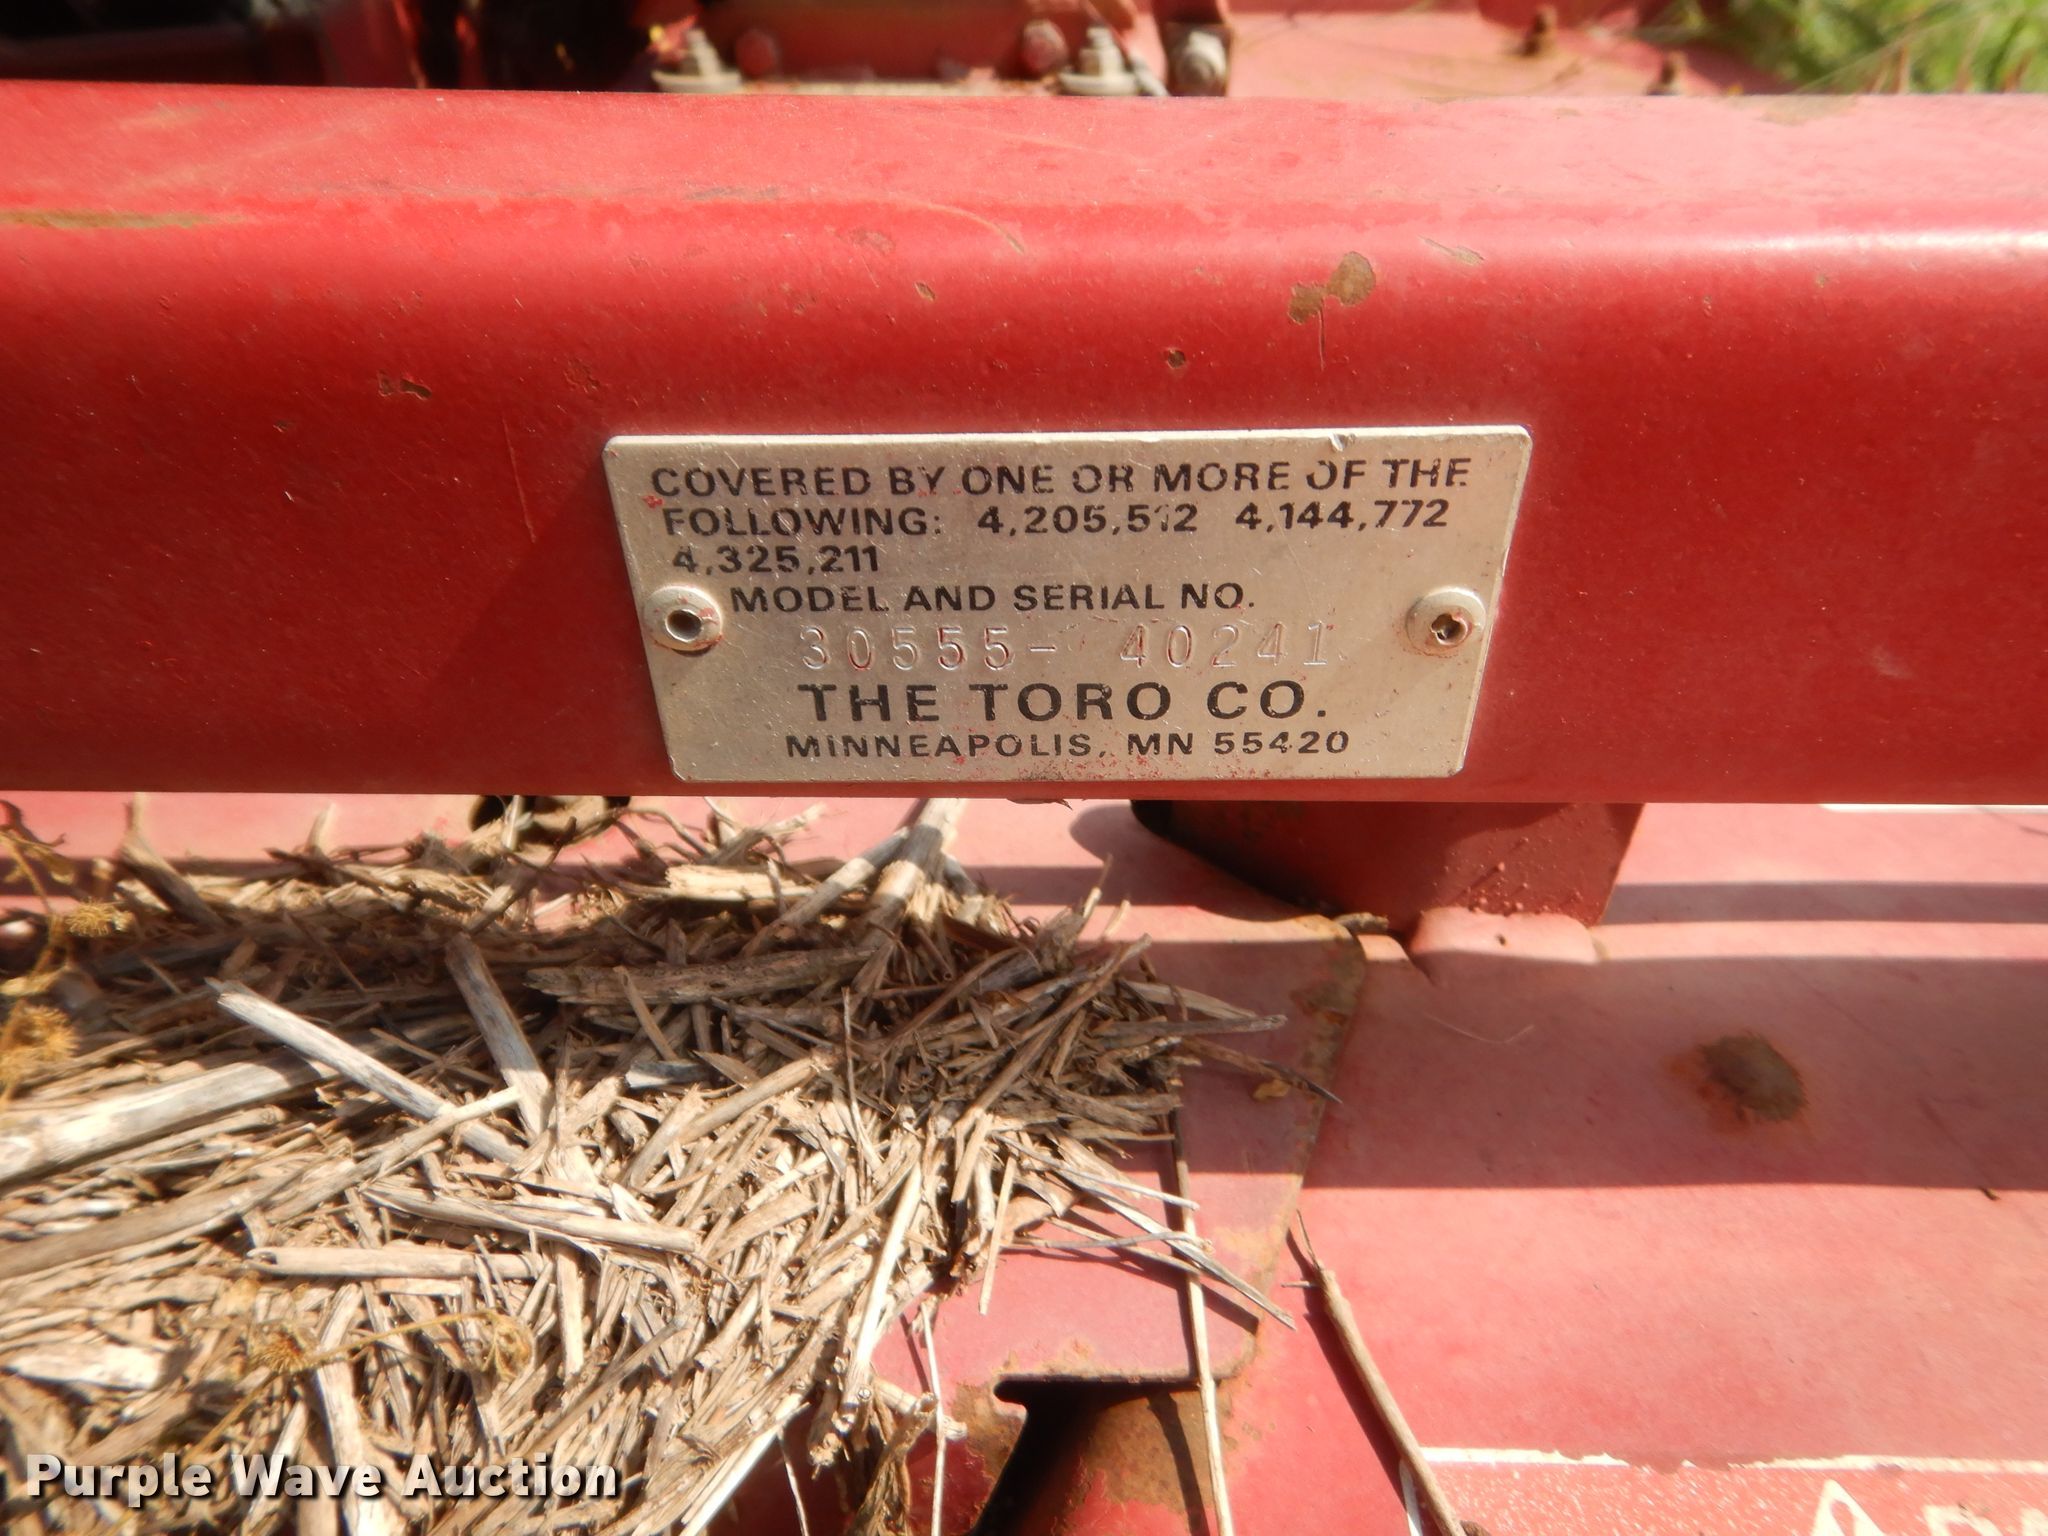 COVERED BY ONE OR MORE OF THE
FOLLOWING: 4,205,512 4,144,772
4,325,211
MODEL AND SERIAL NO.
30555- 40241
THE TORO CO.
MINNEAPOLIS, MN 55420
Purple Wave Auction